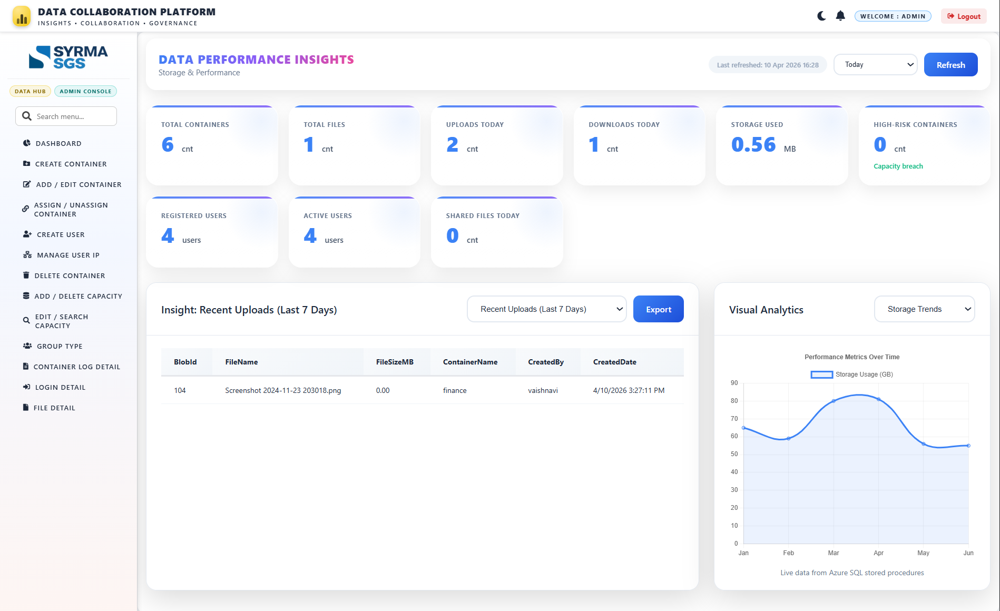 DATA COLLABORATION PLATFORM
INSIGHTS • COLLABORATION • GOVERNANCE
WELCOME : ADMIN
Logout
SYRMA
SGS
DATA HUB
ADMIN CONSOLE
Search menu...
DASHBOARD
CREATE CONTAINER
ADD / EDIT CONTAINER
ASSIGN / UNASSIGN
CONTAINER
CREATE USER
MANAGE USER IP
DELETE CONTAINER
ADD / DELETE CAPACITY
EDIT / SEARCH
CAPACITY
GROUP TYPE
CONTAINER LOG DETAIL
LOGIN DETAIL
FILE DETAIL
DATA PERFORMANCE INSIGHTS
Storage & Performance
Last refreshed: 10 Apr 2026 16:28
Today
Refresh
TOTAL CONTAINERS
6 cnt
TOTAL FILES
1 cnt
UPLOADS TODAY
2 cnt
DOWNLOADS TODAY
1 cnt
STORAGE USED
0.56 MB
HIGH-RISK CONTAINERS
0 cnt
Capacity breach
REGISTERED USERS
4 users
ACTIVE USERS
4 users
SHARED FILES TODAY
0 cnt
Insight: Recent Uploads (Last 7 Days)
Recent Uploads (Last 7 Days)
Export
BlobId FileName FileSizeMB ContainerName CreatedBy CreatedDate
104 Screenshot 2024-11-23 203018.png 0.00 finance vaishnavi 4/10/2026 3:27:11 PM
Visual Analytics
Storage Trends
Performance Metrics Over Time
Storage Usage (GB)
90
80
70
60
50
40
30
20
10
0
Jan Feb Mar Apr May Jun
Live data from Azure SQL stored procedures